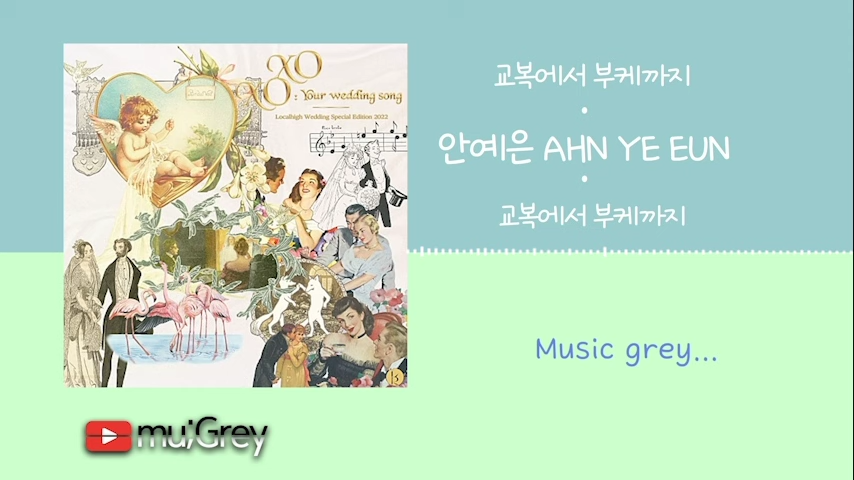 XO
XO
: Your wedding song
Localhigh Wedding Special Edition 2022
교복에서 부케까지
안예은 AHN YE EUN
교복에서 부케까지
Music grey...
mu;Grey